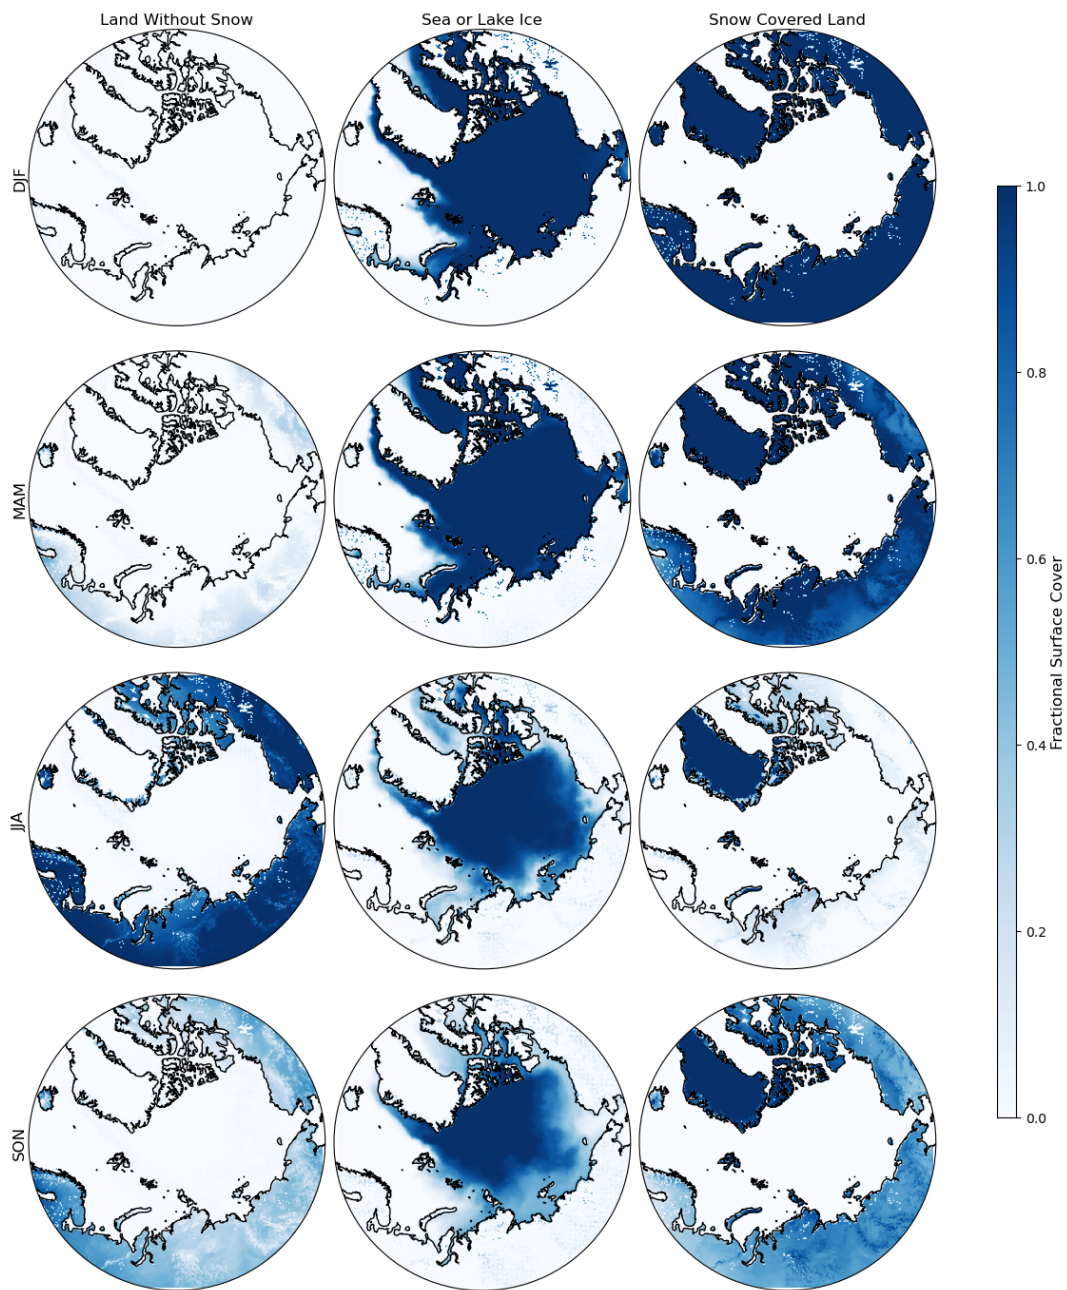 Land Without Snow
Sea or Lake Ice
Snow Covered Land
DJF
MAM
JJA
SON
1.0
0.8
0.6
0.4
0.2
0.0
Fractional Surface Cover